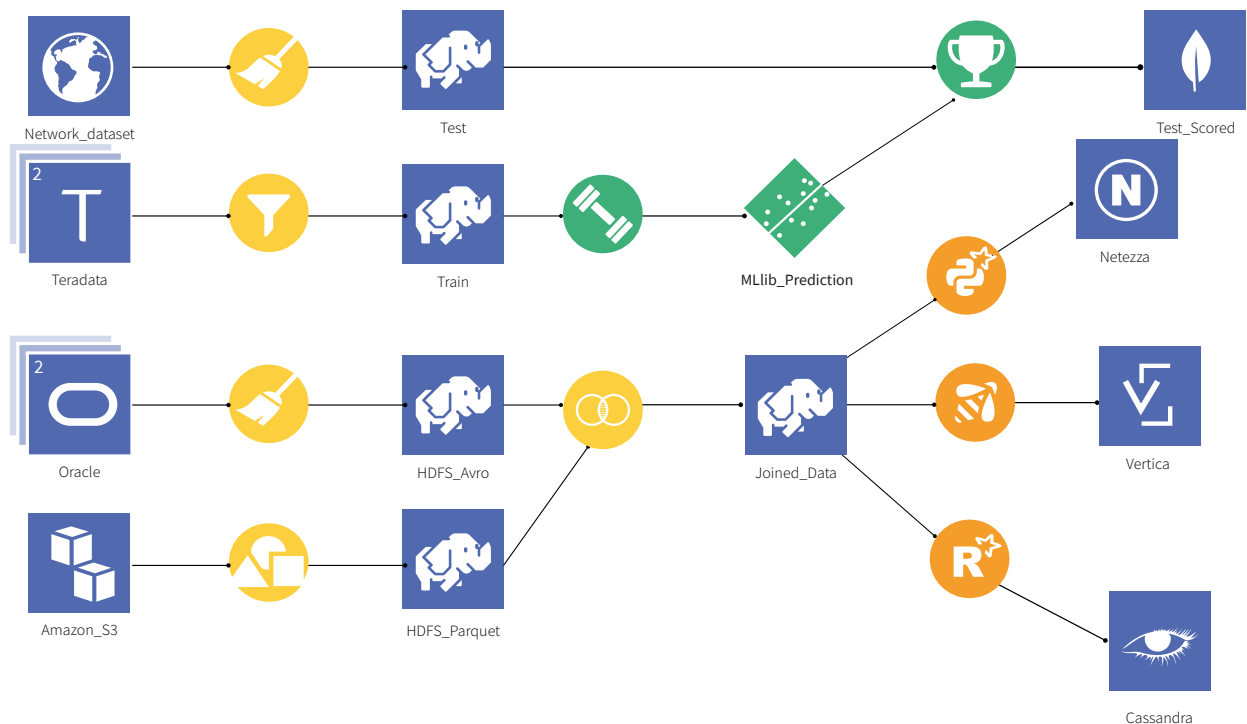 Network_dataset
Test
Test_Scored
2
T
Teradata
Train
MLlib_Prediction
N
Netezza
2
Oracle
HDFS_Avro
Joined_Data
V
Vertica
Amazon_S3
HDFS_Parquet
R
Cassandra